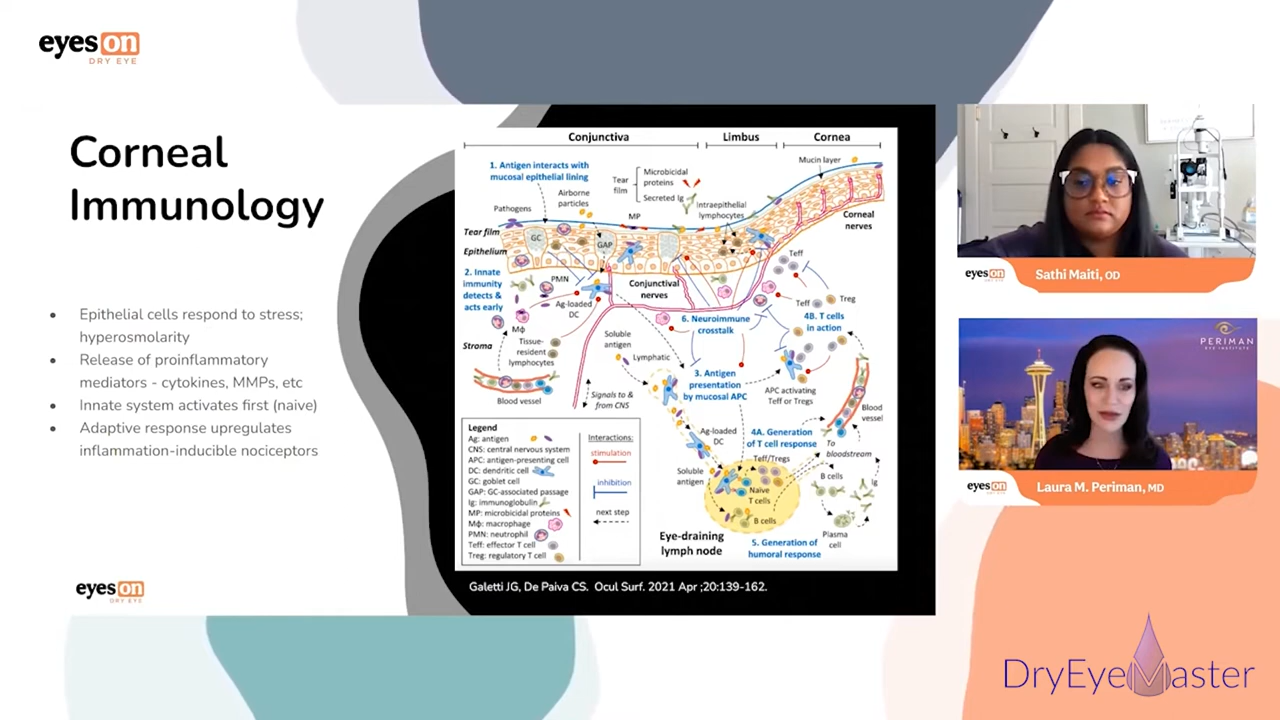 eyes on
DRY EYE
Corneal
Immunology
Epithelial cells respond to stress;
hyperosmolarity
Release of proinflammatory
mediators - cytokines, MMPs, etc
Innate system activates first (naive)
Adaptive response upregulates
inflammation-inducible nociceptors
eyes on
DRY EYE
Conjunctiva
Limbus
Cornea
1. Antigen interacts with
mucosal epithelial lining
Tear
film
Microbicidal
proteins
Secreted Ig
Mucin layer
Airborne
particles
Pathogens
MP
Intraepithelial
lymphocytes
Corneal
nerves
Tear film
Epithelium
GC
GAP
Teff
2. Innate
immunity
detects &
acts early
PMN
Ag-loaded
DC
Conjunctival
nerves
Teff
Treg
4B. T cells
in action
6. Neuroimmune
crosstalk
Mϕ
Stroma
Tissue-
resident
lymphocytes
Soluble
antigen
Lymphatic
3. Antigen
presentation
by mucosal APC
APC activating
Teff or Tregs
Blood vessel
Signals to &
from CNS
Blood
vessel
Ag-loaded
DC
4A. Generation
of T cell response
To
bloodstream
Teff/Tregs
Soluble
antigen
Naive
T cells
B cells
B cells
Ig
Plasma
cell
Eye-draining
lymph node
5. Generation of
humoral response
Legend
Ag: antigen
CNS: central nervous system
APC: antigen-presenting cell
DC: dendritic cell
GC: goblet cell
GAP: GC-associated passage
Ig: immunoglobulin
MP: microbicidal proteins
Mϕ: macrophage
PMN: neutrophil
Teff: effector T cell
Treg: regulatory T cell
Interactions:
stimulation
inhibition
next step
Galetti JG, De Paiva CS. Ocul Surf. 2021 Apr ;20:139-162.
eyes on
Sathi Maiti, OD
PERIMAN
EYE INSTITUTE
eyes on
Laura M. Periman, MD
DryEyeMaster